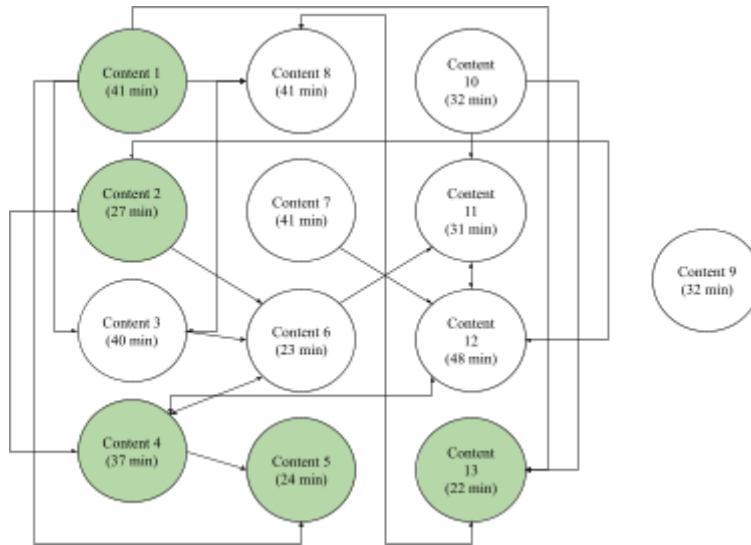 Content 1
(41 min)
Content 8
(41 min)
Content
10
(32 min)
Content 2
(27 min)
Content 7
(41 min)
Content
11
(31 min)
Content 9
(32 min)
Content 3
(40 min)
Content 6
(23 min)
Content
12
(48 min)
Content 4
(37 min)
Content 5
(24 min)
Content
13
(22 min)